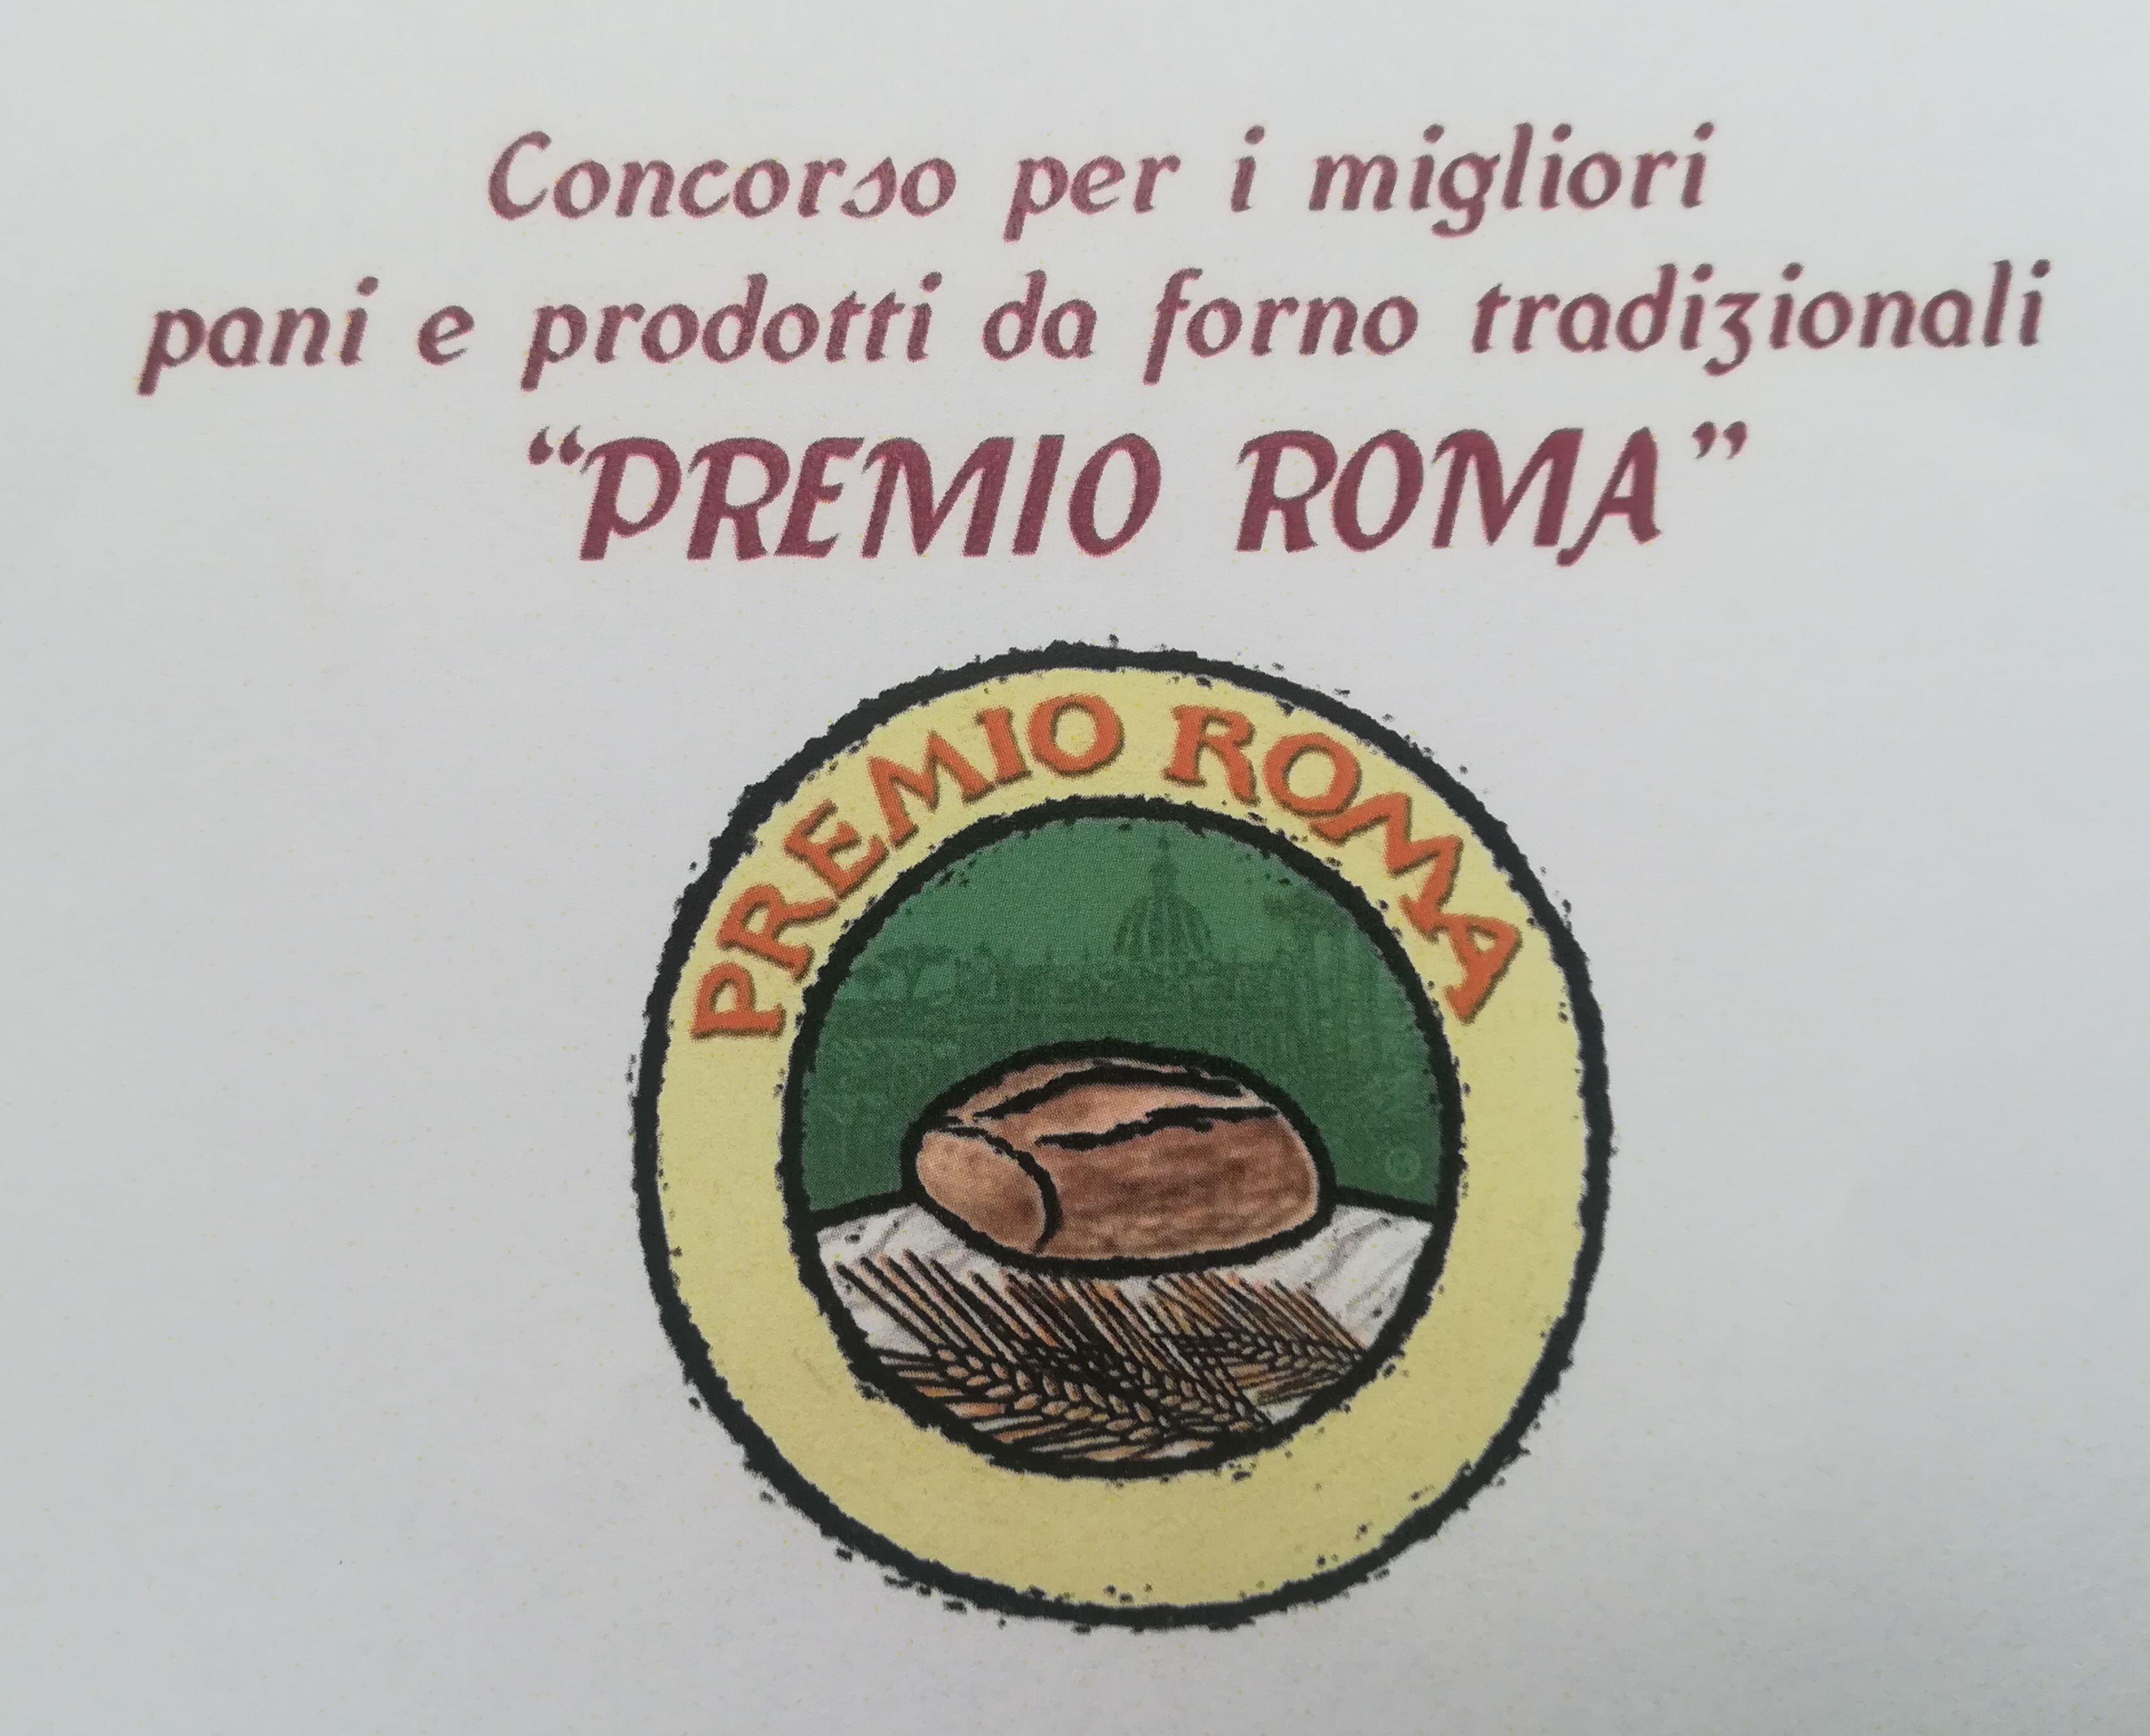 Concorso per i migliori
pani e prodotti da forno tradizionali
“PREMIO ROMA”
PREMIO ROMA